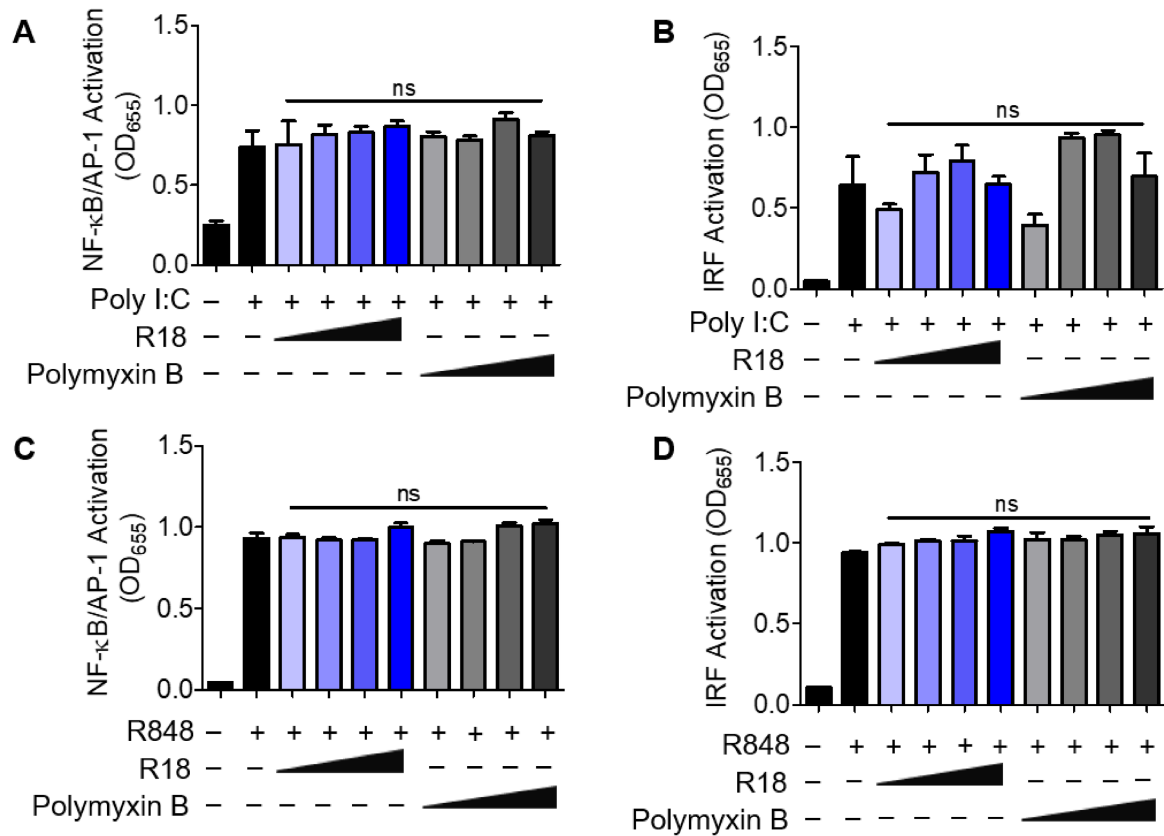 A
NF-κB/AP-1 Activation
(OD655)
1.5
1.0
0.5
0.0
ns
Poly I:C – + + + + + + + + +
R18 – – – – – –
Polymyxin B – – – – – –
B
IRF Activation (OD655)
1.5
1.0
0.5
0.0
ns
Poly I:C – + + + + + + + + +
R18 – – – – – –
Polymyxin B – – – – – –
C
NF-κB/AP-1 Activation
(OD655)
1.5
1.0
0.5
0.0
ns
R848 – + + + + + + + + +
R18 – – – – – –
Polymyxin B – – – – – –
D
IRF Activation (OD655)
1.5
1.0
0.5
0.0
ns
R848 – + + + + + + + + +
R18 – – – – – –
Polymyxin B – – – – – –